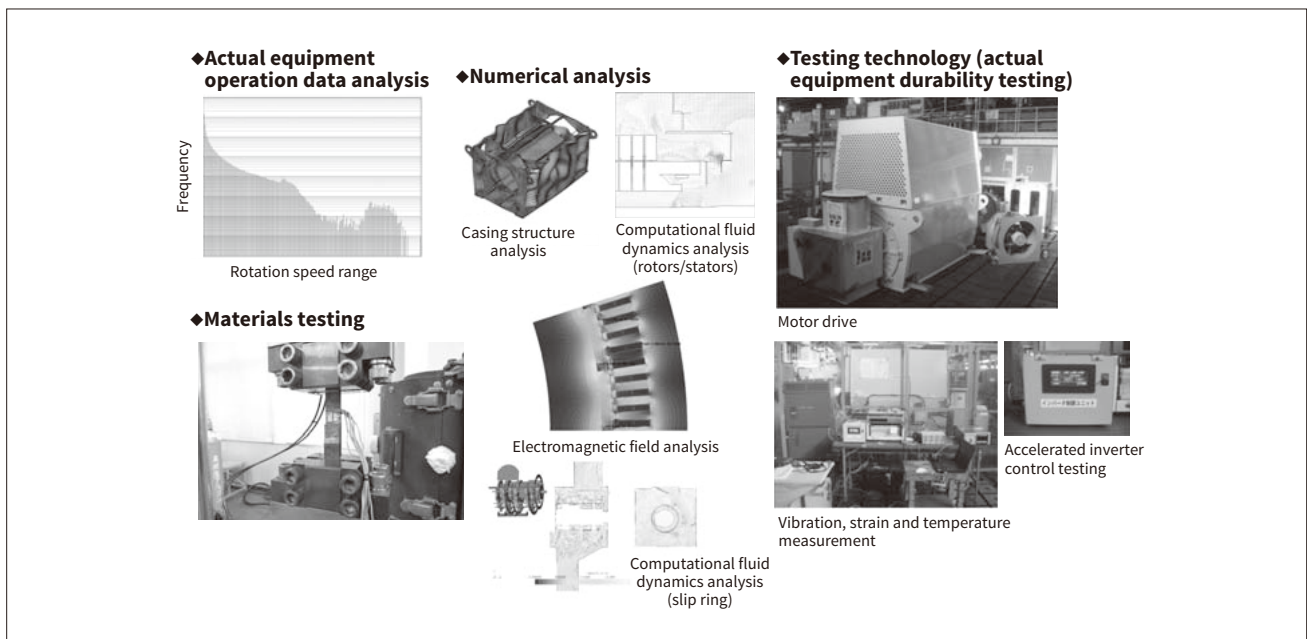 ◆Actual equipment
operation data analysis
Frequency
Rotation speed range
◆Materials testing
◆Numerical analysis
Casing structure
analysis
Computational fluid
dynamics analysis
(rotors/stators)
Electromagnetic field analysis
Computational fluid
dynamics analysis
(slip ring)
◆Testing technology (actual
equipment durability testing)
Motor drive
Vibration, strain and temperature
measurement
Accelerated inverter
control testing